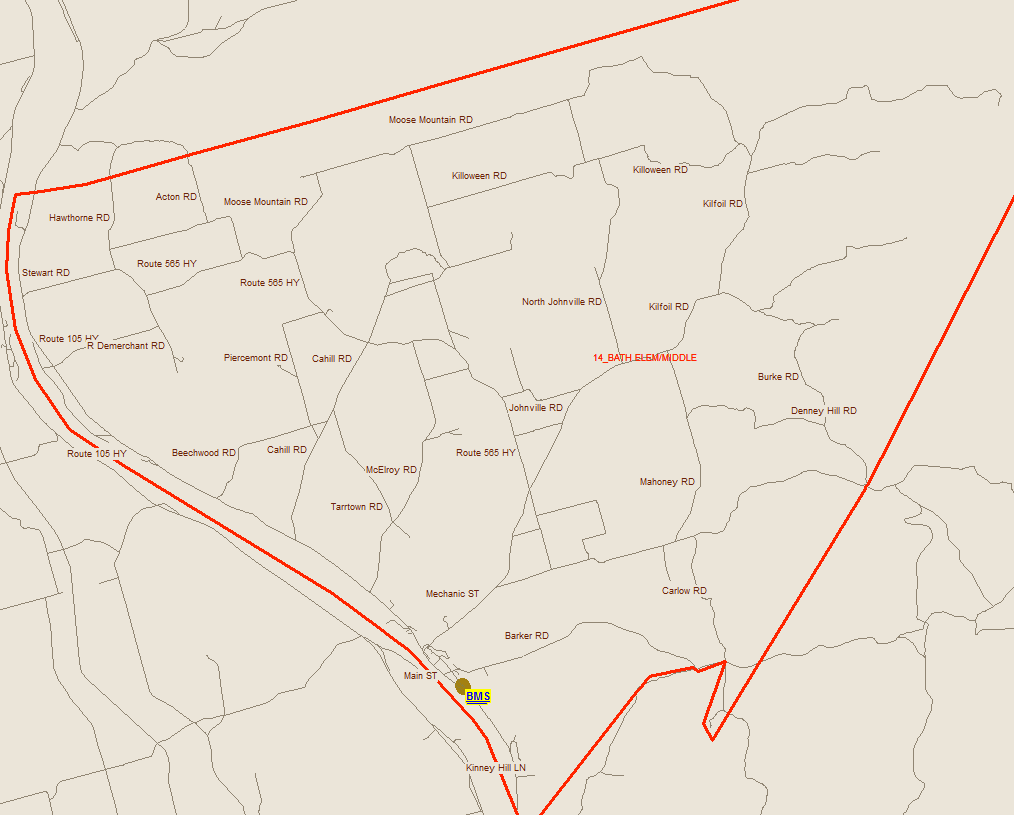 Moose Mountain RD
Killoween RD
Killoween RD
Acton RD
Moose Mountain RD
Kilfoil RD
Hawthorne RD
Route 565 HY
Stewart RD
Route 565 HY
North Johnville RD
Kilfoil RD
Route 105 HY
R Demerchant RD
Piercemont RD
Cahill RD
14_BATH ELEM/MIDDLE
Burke RD
Johnville RD
Denney Hill RD
Route 105 HY
Beechwood RD
Cahill RD
Route 565 HY
McElroy RD
Mahoney RD
Tarrtown RD
Mechanic ST
Carlow RD
Barker RD
Main ST
BMS
Kinney Hill LN